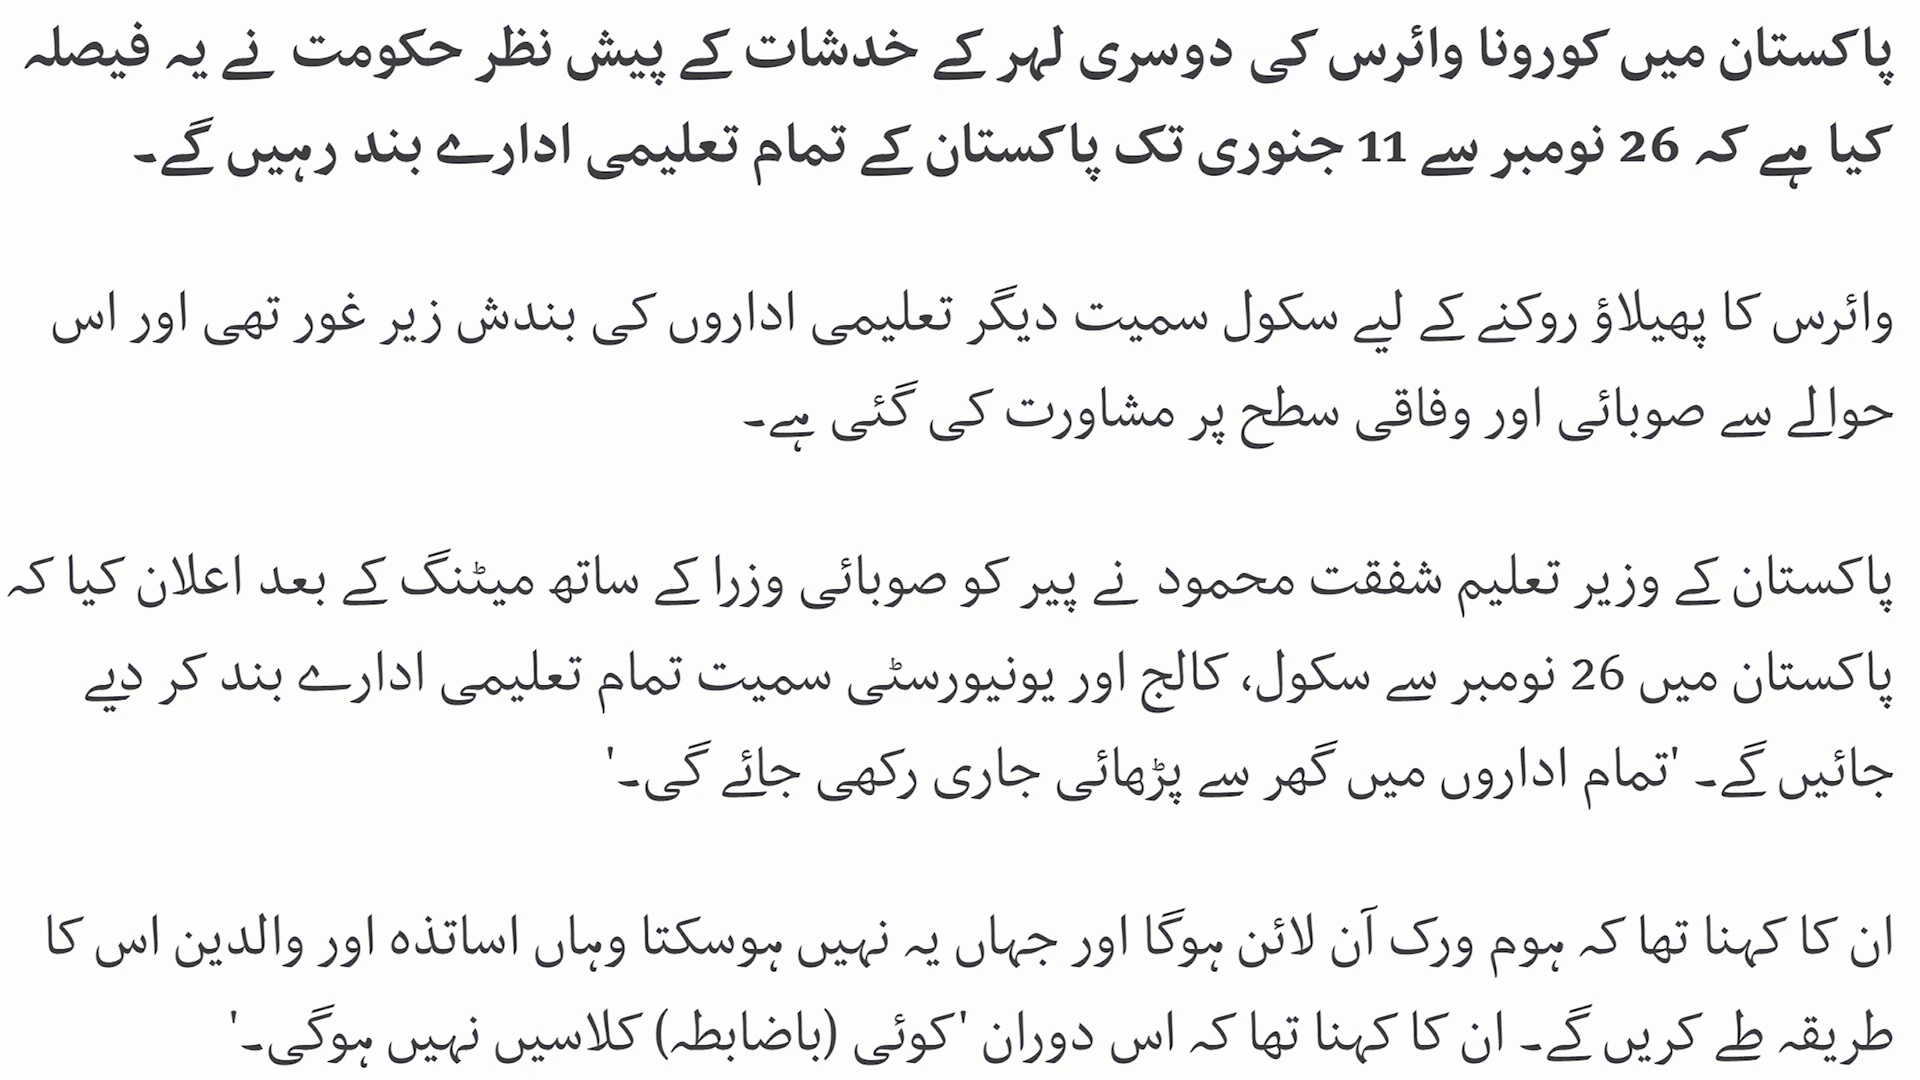 پاکستان میں کورونا وائرس کی دوسری لہر کے خدشات کے پیش نظر حکومت نے یہ فیصلہ
کیا ہے کہ 26 نومبر سے 11 جنوری تک پاکستان کے تمام تعلیمی ادارے بند رہیں گے۔
وائرس کا پھیلاؤ روکنے کے لیے سکول سمیت دیگر تعلیمی اداروں کی بندش زیر غور تھی اور اس
حوالے سے صوبائی اور وفاقی سطح پر مشاورت کی گئی ہے۔
پاکستان کے وزیر تعلیم شفقت محمود نے پیر کو صوبائی وزرا کے ساتھ میٹنگ کے بعد اعلان کیا کہ
پاکستان میں 26 نومبر سے سکول، کالج اور یونیورسٹی سمیت تمام تعلیمی ادارے بند کر دیے
جائیں گے۔ 'تمام اداروں میں گھر سے پڑھائی جاری رکھی جائے گی۔'
ان کا کہنا تھا کہ ہوم ورک آن لائن ہوگا اور جہاں یہ نہیں ہوسکتا وہاں اساتذہ اور والدین اس کا
طریقہ طے کریں گے۔ ان کا کہنا تھا کہ اس دوران 'کوئی (باضابطہ) کلاسیں نہیں ہوگی۔'